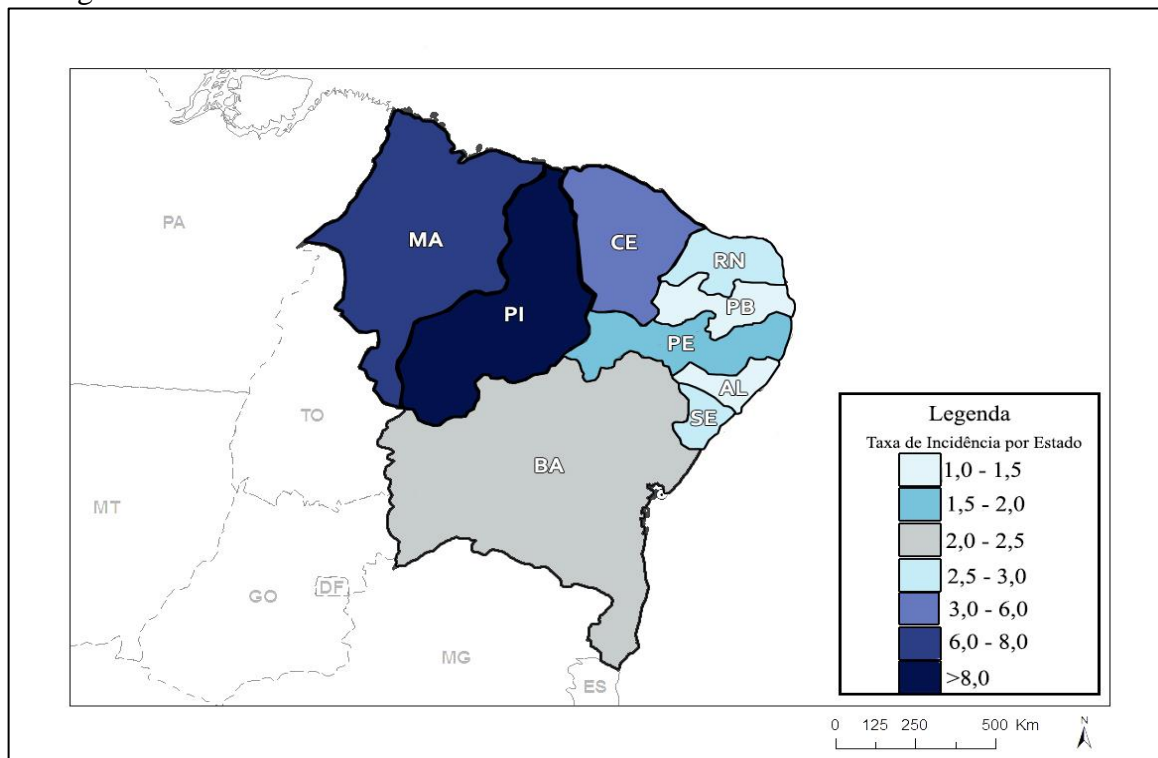 PA
MA
CE
RN
PB
PI
PE
AL
SE
TO
BA
MT
GO
DF
MG
ES
Legenda
Taxa de Incidência por Estado
1,0 - 1,5
1,5 - 2,0
2,0 - 2,5
2,5 - 3,0
3,0 - 6,0
6,0 - 8,0
>8,0
0 125 250 500 Km
N